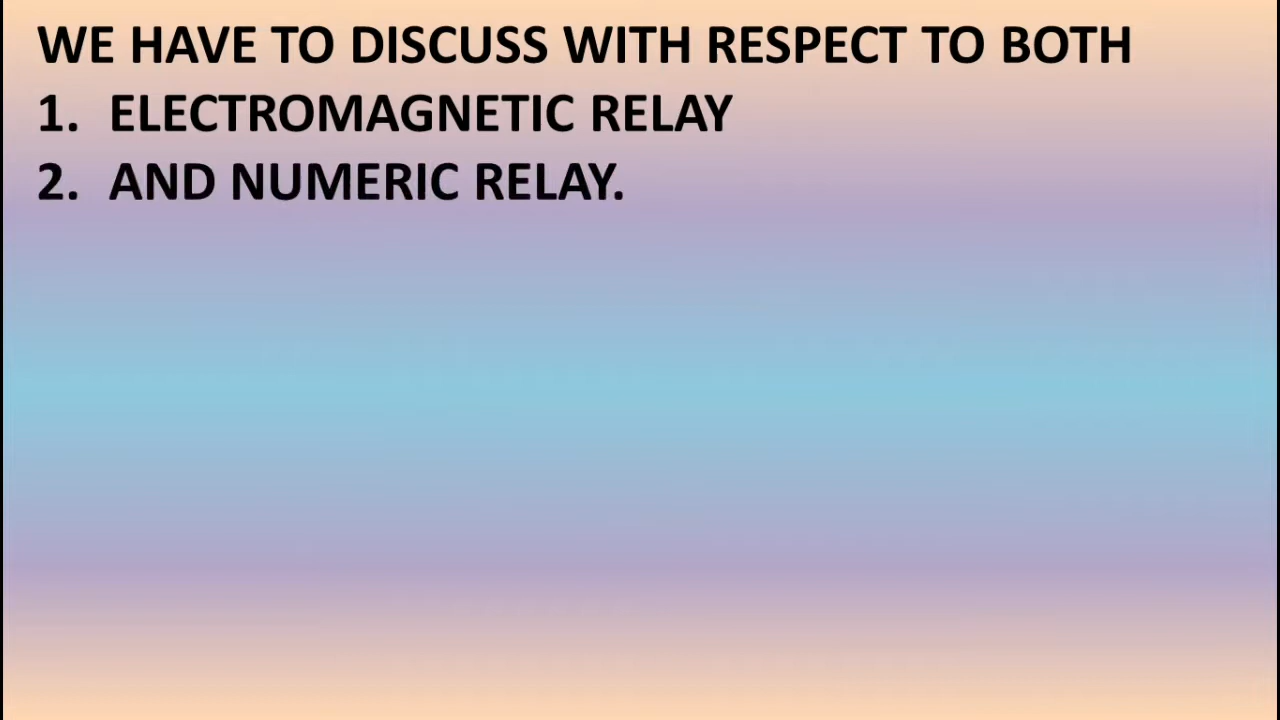 WE HAVE TO DISCUSS WITH RESPECT TO BOTH
1. ELECTROMAGNETIC RELAY
2. AND NUMERIC RELAY.